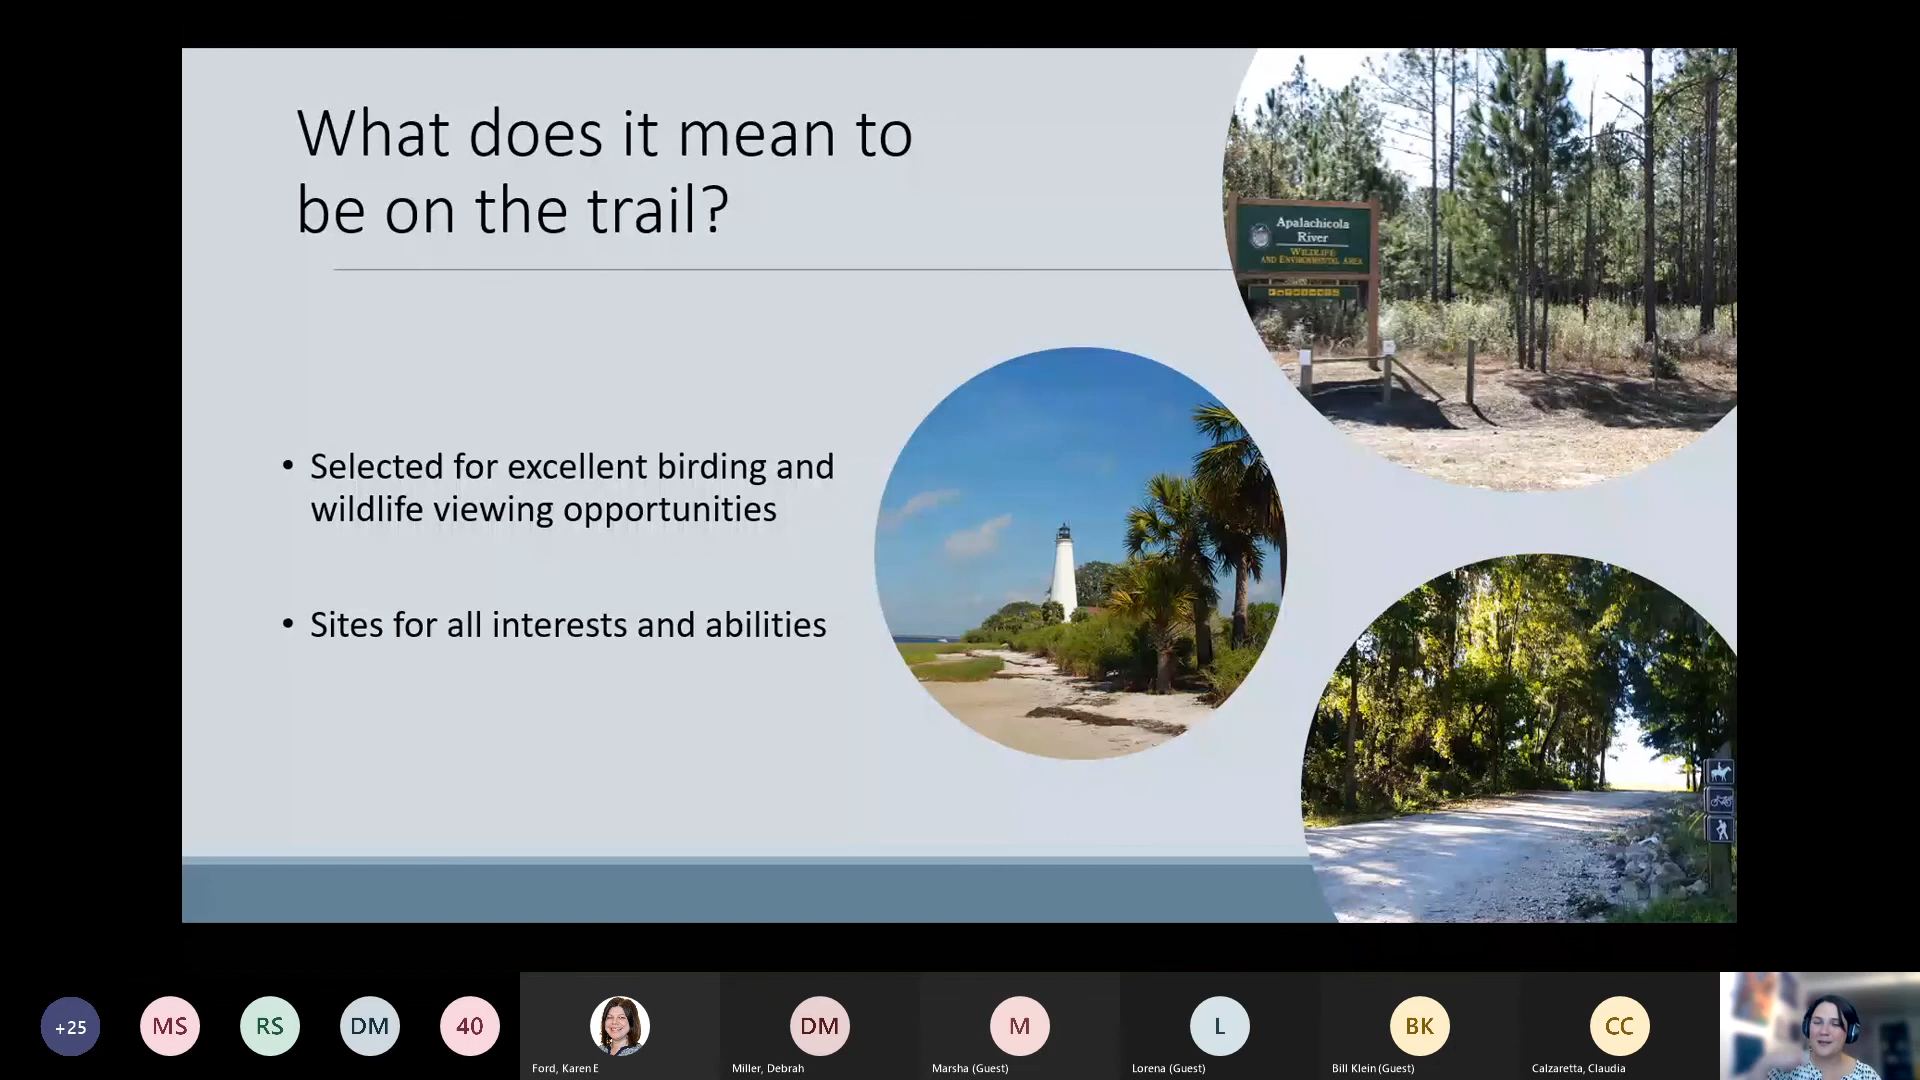 What does it mean to
be on the trail?
Apalachicola
River
WILDLIFE
AND ENVIRONMENTAL AREA
• Selected for excellent birding and
wildlife viewing opportunities
• Sites for all interests and abilities
+25
MS
RS
DM
40
Ford, Karen E
DM
Miller, Debrah
M
Marsha (Guest)
L
Lorena (Guest)
BK
Bill Klein (Guest)
CC
Calzaretta, Claudia